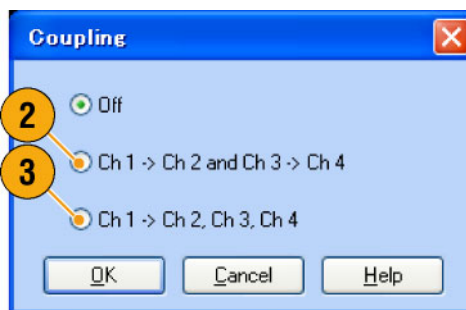 Coupling
Off
2
Ch 1 -> Ch 2 and Ch 3 -> Ch 4
3
Ch 1 -> Ch 2, Ch 3, Ch 4
OK Cancel Help